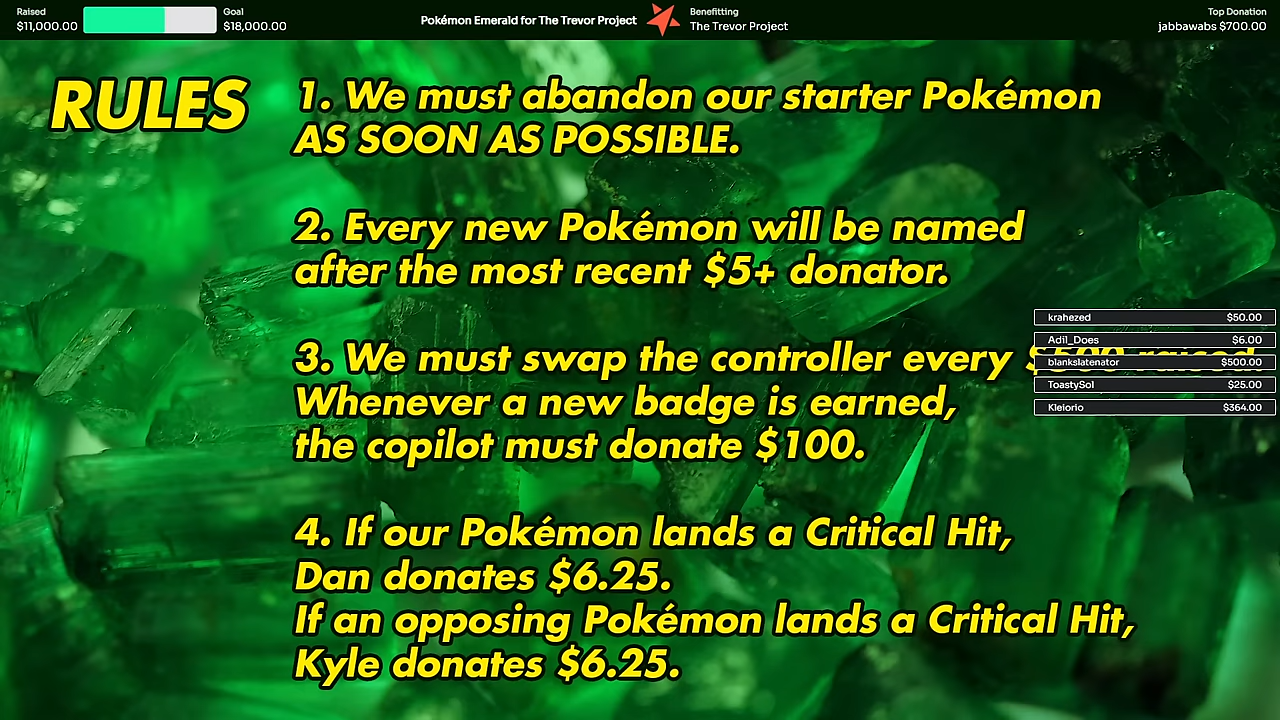 Raised
$11,000.00
Goal
$18,000.00
Pokémon Emerald for The Trevor Project
Benefitting
The Trevor Project
Top Donation
jabbawabs $700.00
RULES
1. We must abandon our starter Pokémon
AS SOON AS POSSIBLE.
2. Every new Pokémon will be named
after the most recent $5+ donator.
3. We must swap the controller every $500 raised.
Whenever a new badge is earned,
the copilot must donate $100.
4. If our Pokémon lands a Critical Hit,
Dan donates $6.25.
If an opposing Pokémon lands a Critical Hit,
Kyle donates $6.25.
krahezed $50.00
Adil_Does $6.00
blankslatenator $500.00
ToastySol $25.00
Klelorio $364.00